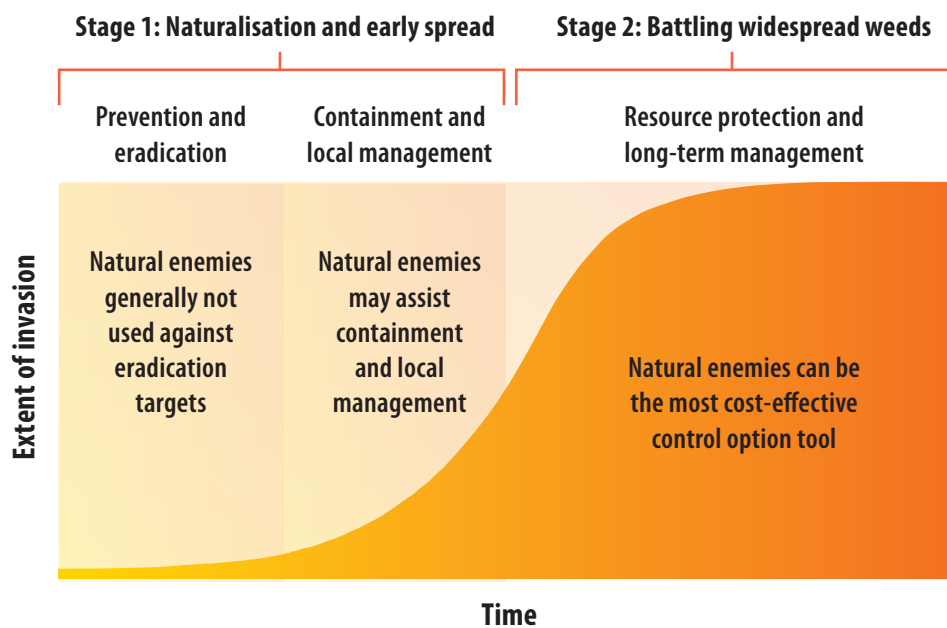 Stage 1: Naturalisation and early spread
Stage 2: Battling widespread weeds
Prevention and
eradication
Containment and
local management
Resource protection and
long-term management
Extent of invasion
Natural enemies
generally not
used against
eradication
targets
Natural enemies
may assist
containment
and local
management
Natural enemies can be
the most cost-effective
control option tool
Time